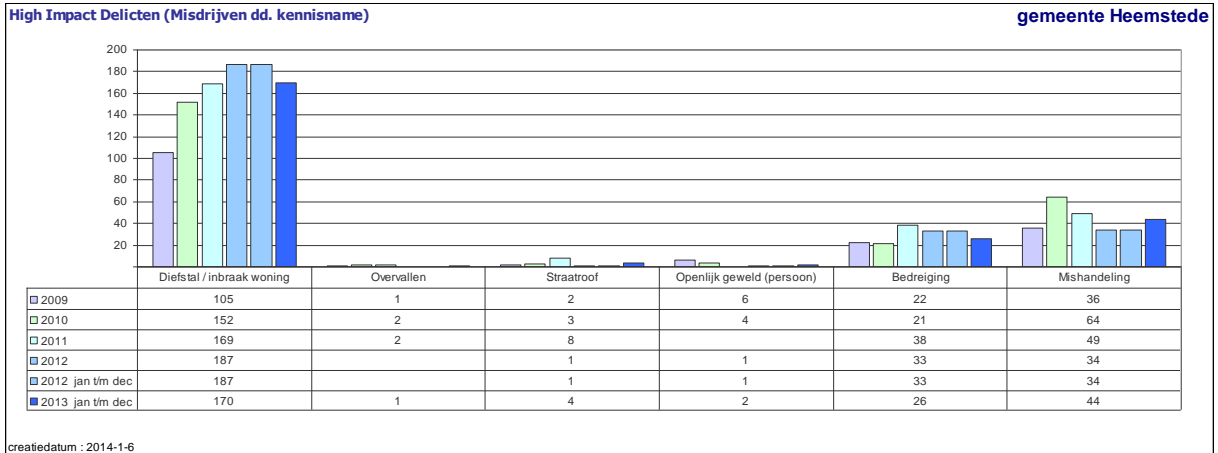 High Impact Delicten (Misdrijven dd. kennisname) gemeente Heemstede
200
180
160
140
120
100
80
60
40
20
Diefstal / inbraak woning Overvallen Straatroof Openlijk geweld (persoon) Bedreiging Mishandeling
2009 105 1 2 6 22 36
2010 152 2 3 4 21 64
2011 169 2 8 38 49
2012 187 1 1 33 34
2012 jan t/m dec 187 1 1 33 34
2013 jan t/m dec 170 1 4 2 26 44
creatiedatum : 2014-1-6